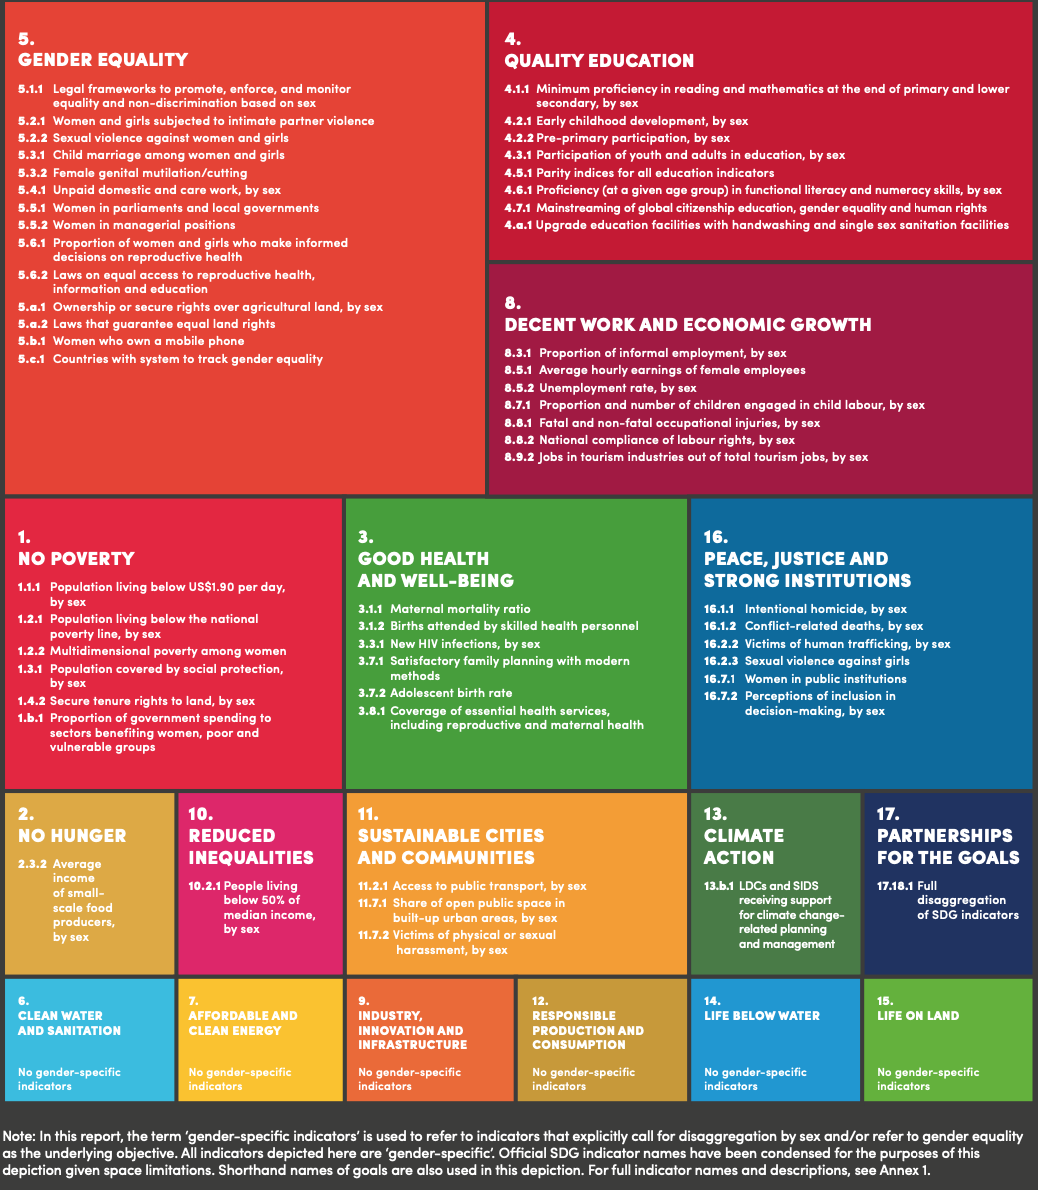 5.
GENDER EQUALITY
5.1.1 Legal frameworks to promote, enforce, and monitor
equality and non-discrimination based on sex
5.2.1 Women and girls subjected to intimate partner violence
5.2.2 Sexual violence against women and girls
5.3.1 Child marriage among women and girls
5.3.2 Female genital mutilation/cutting
5.4.1 Unpaid domestic and care work, by sex
5.5.1 Women in parliaments and local governments
5.5.2 Women in managerial positions
5.6.1 Proportion of women and girls who make informed
decisions on reproductive health
5.6.2 Laws on equal access to reproductive health,
information and education
5.a.1 Ownership or secure rights over agricultural land, by sex
5.a.2 Laws that guarantee equal land rights
5.b.1 Women who own a mobile phone
5.c.1 Countries with system to track gender equality
4.
QUALITY EDUCATION
4.1.1 Minimum proficiency in reading and mathematics at the end of primary and lower
secondary, by sex
4.2.1 Early childhood development, by sex
4.2.2 Pre-primary participation, by sex
4.3.1 Participation of youth and adults in education, by sex
4.5.1 Parity indices for all education indicators
4.6.1 Proficiency (at a given age group) in functional literacy and numeracy skills, by sex
4.7.1 Mainstreaming of global citizenship education, gender equality and human rights
4.a.1 Upgrade education facilities with handwashing and single sex sanitation facilities
8.
DECENT WORK AND ECONOMIC GROWTH
8.3.1 Proportion of informal employment, by sex
8.5.1 Average hourly earnings of female employees
8.5.2 Unemployment rate, by sex
8.7.1 Proportion and number of children engaged in child labour, by sex
8.8.1 Fatal and non-fatal occupational injuries, by sex
8.8.2 National compliance of labour rights, by sex
8.9.2 Jobs in tourism industries out of total tourism jobs, by sex
1.
NO POVERTY
1.1.1 Population living below US$1.90 per day,
by sex
1.2.1 Population living below the national
poverty line, by sex
1.2.2 Multidimensional poverty among women
1.3.1 Population covered by social protection,
by sex
1.4.2 Secure tenure rights to land, by sex
1.b.1 Proportion of government spending to
sectors benefiting women, poor and
vulnerable groups
3.
GOOD HEALTH
AND WELL-BEING
3.1.1 Maternal mortality ratio
3.1.2 Births attended by skilled health personnel
3.3.1 New HIV infections, by sex
3.7.1 Satisfactory family planning with modern
methods
3.7.2 Adolescent birth rate
3.8.1 Coverage of essential health services,
including reproductive and maternal health
16.
PEACE, JUSTICE AND
STRONG INSTITUTIONS
16.1.1 Intentional homicide, by sex
16.1.2 Conflict-related deaths, by sex
16.2.2 Victims of human trafficking, by sex
16.2.3 Sexual violence against girls
16.7.1 Women in public institutions
16.7.2 Perceptions of inclusion in
decision-making, by sex
2.
NO HUNGER
2.3.2 Average
income
of small-
scale food
producers,
by sex
10.
REDUCED
INEQUALITIES
10.2.1 People living
below 50% of
median income,
by sex
11.
SUSTAINABLE CITIES
AND COMMUNITIES
11.2.1 Access to public transport, by sex
11.7.1 Share of open public space in
built-up urban areas, by sex
11.7.2 Victims of physical or sexual
harassment, by sex
13.
CLIMATE
ACTION
13.b.1 LDCs and SIDS
receiving support
for climate change-
related planning
and management
17.
PARTNERSHIPS
FOR THE GOALS
17.18.1 Full
disaggregation
of SDG indicators
6.
CLEAN WATER
AND SANITATION
No gender-specific
indicators
7.
AFFORDABLE AND
CLEAN ENERGY
No gender-specific
indicators
9.
INDUSTRY,
INNOVATION AND
INFRASTRUCTURE
No gender-specific
indicators
12.
RESPONSIBLE
PRODUCTION AND
CONSUMPTION
No gender-specific
indicators
14.
LIFE BELOW WATER
No gender-specific
indicators
15.
LIFE ON LAND
No gender-specific
indicators
Note: In this report, the term ‘gender-specific indicators’ is used to refer to indicators that explicitly call for disaggregation by sex and/or refer to gender equality
as the underlying objective. All indicators depicted here are ‘gender-specific’. Official SDG indicator names have been condensed for the purposes of this
depiction given space limitations. Shorthand names of goals are also used in this depiction. For full indicator names and descriptions, see Annex 1.